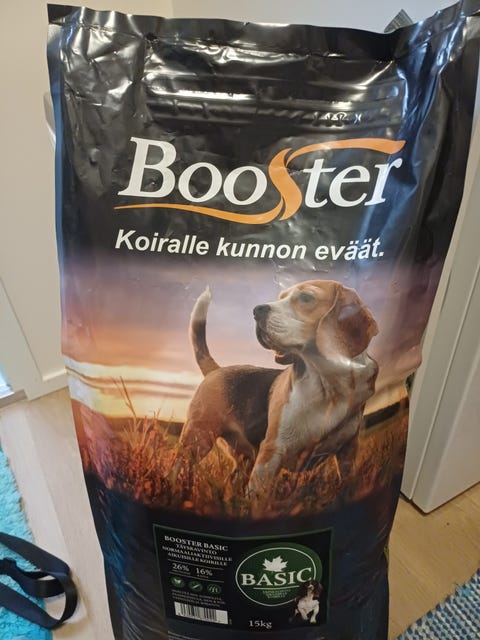 Booster
Koiralle kunnon eväät.
BOOSTER BASIC
TÄYSRAVINTO
NORMAALIAKTIIVISILLE
AIKUISILLE KOIRILLE
26% 16%
BASIC
15kg